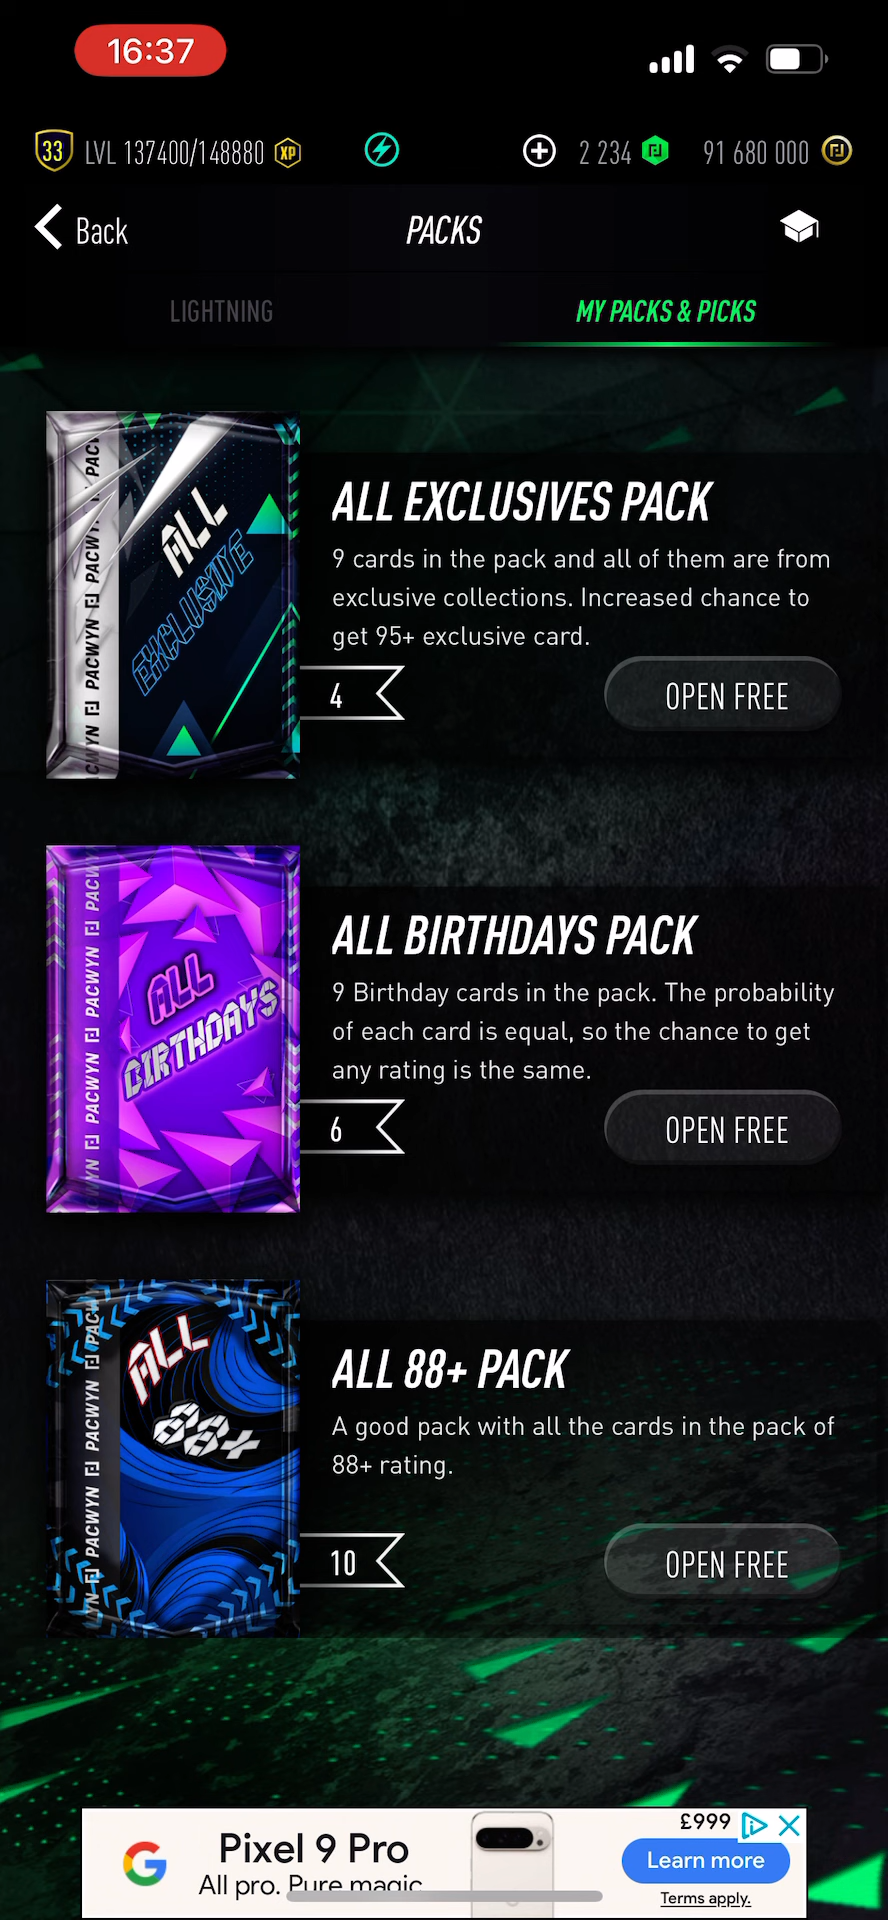 16:37
33 LVL 137400/148880 XP 2 234 91 680 000
Back PACKS
LIGHTNING MY PACKS & PICKS
PACWYN PACWYN PACWYN
ALL
EXCLUSIVE
ALL EXCLUSIVES PACK
9 cards in the pack and all of them are from
exclusive collections. Increased chance to
get 95+ exclusive card.
4 OPEN FREE
PACWYN PACWYN PACWYN
ALL
BIRTHDAYS
ALL BIRTHDAYS PACK
9 Birthday cards in the pack. The probability
of each card is equal, so the chance to get
any rating is the same.
6 OPEN FREE
PACWYN PACWYN
ALL
88+
ALL 88+ PACK
A good pack with all the cards in the pack of
88+ rating.
10 OPEN FREE
Pixel 9 Pro
All pro. Pure magic
£999
Learn more
Terms apply.